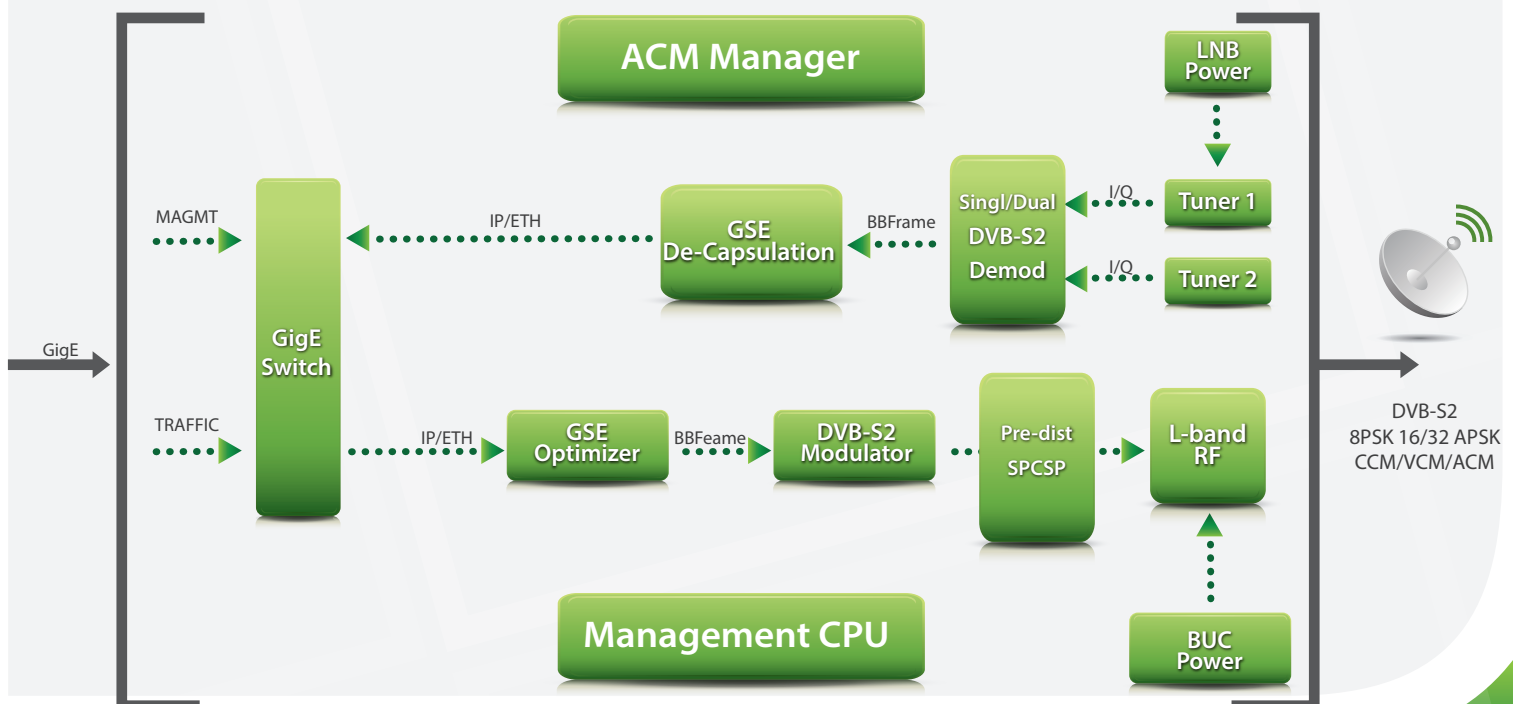 ACM Manager
LNB
Power
MAGMT
IP/ETH
GSE
De-Capsulation
BBFrame
Singl/Dual
DVB-S2
Demod
I/Q
Tuner 1
I/Q
Tuner 2
GigE
GigE
Switch
TRAFFIC
IP/ETH
GSE
Optimizer
BBFeame
DVB-S2
Modulator
Pre-dist
SPCSP
L-band
RF
DVB-S2
8PSK 16/32 APSK
CCM/VCM/ACM
Management CPU
BUC
Power